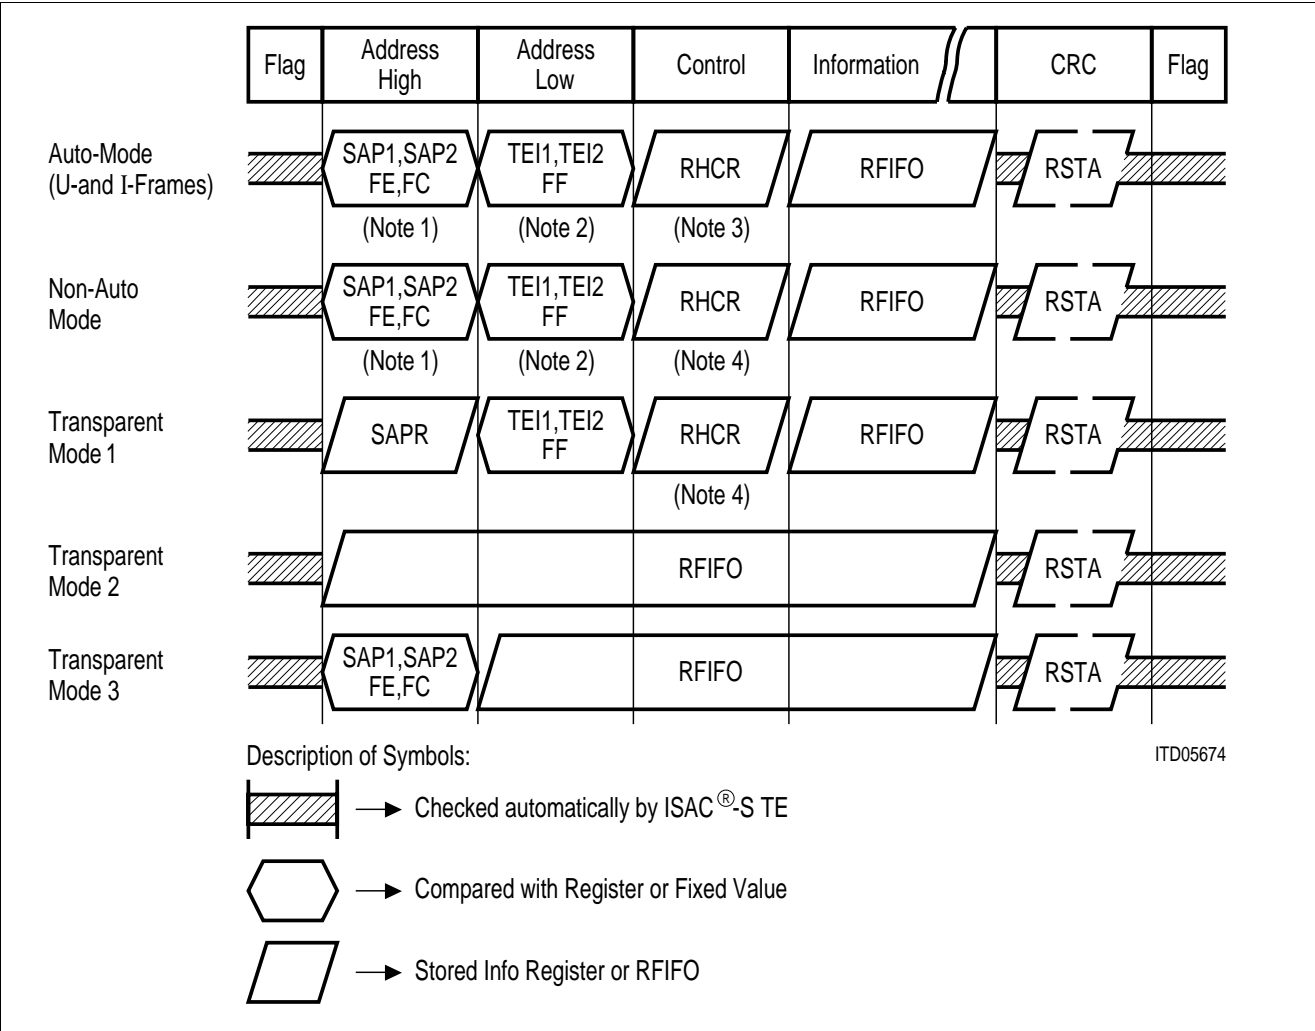 Flag
Address
High
Address
Low
Control
Information
CRC
Flag
Auto-Mode
(U-and I-Frames)
SAP1,SAP2
FE,FC
TEI1,TEI2
FF
RHCR
RFIFO
RSTA
(Note 1)
(Note 2)
(Note 3)
Non-Auto
Mode
SAP1,SAP2
FE,FC
TEI1,TEI2
FF
RHCR
RFIFO
RSTA
(Note 1)
(Note 2)
(Note 4)
Transparent
Mode 1
SAPR
TEI1,TEI2
FF
RHCR
RFIFO
RSTA
(Note 4)
Transparent
Mode 2
RFIFO
RSTA
Transparent
Mode 3
SAP1,SAP2
FE,FC
RFIFO
RSTA
Description of Symbols:
ITD05674
Checked automatically by ISAC®-S TE
Compared with Register or Fixed Value
Stored Info Register or RFIFO